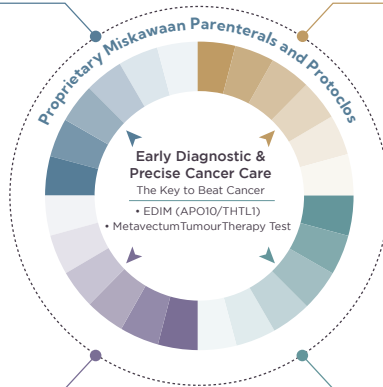 Proprietary Miskawaan Parenterals and Protoclos
Early Diagnostic &
Precise Cancer Care
The Key to Beat Cancer
• EDIM (APO10/THTL1)
• MetavectumTumourTherapy Test